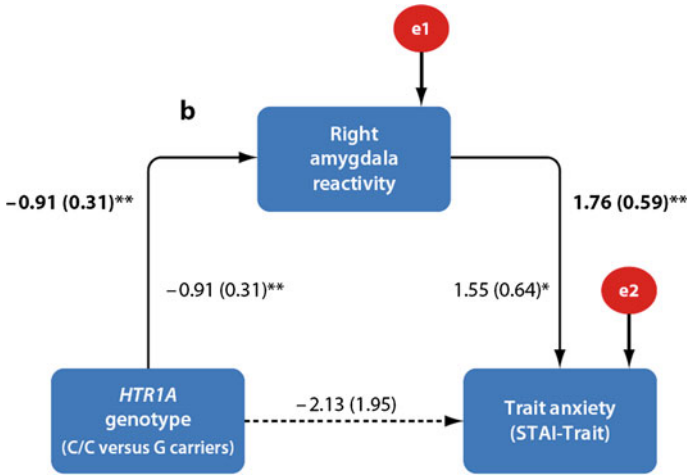 e1
b
Right
amygdala
reactivity
–0.91 (0.31)**
1.76 (0.59)**
–0.91 (0.31)**
1.55 (0.64)*
e2
HTR1A
genotype
(C/C versus G carriers)
–2.13 (1.95)
Trait anxiety
(STAI-Trait)